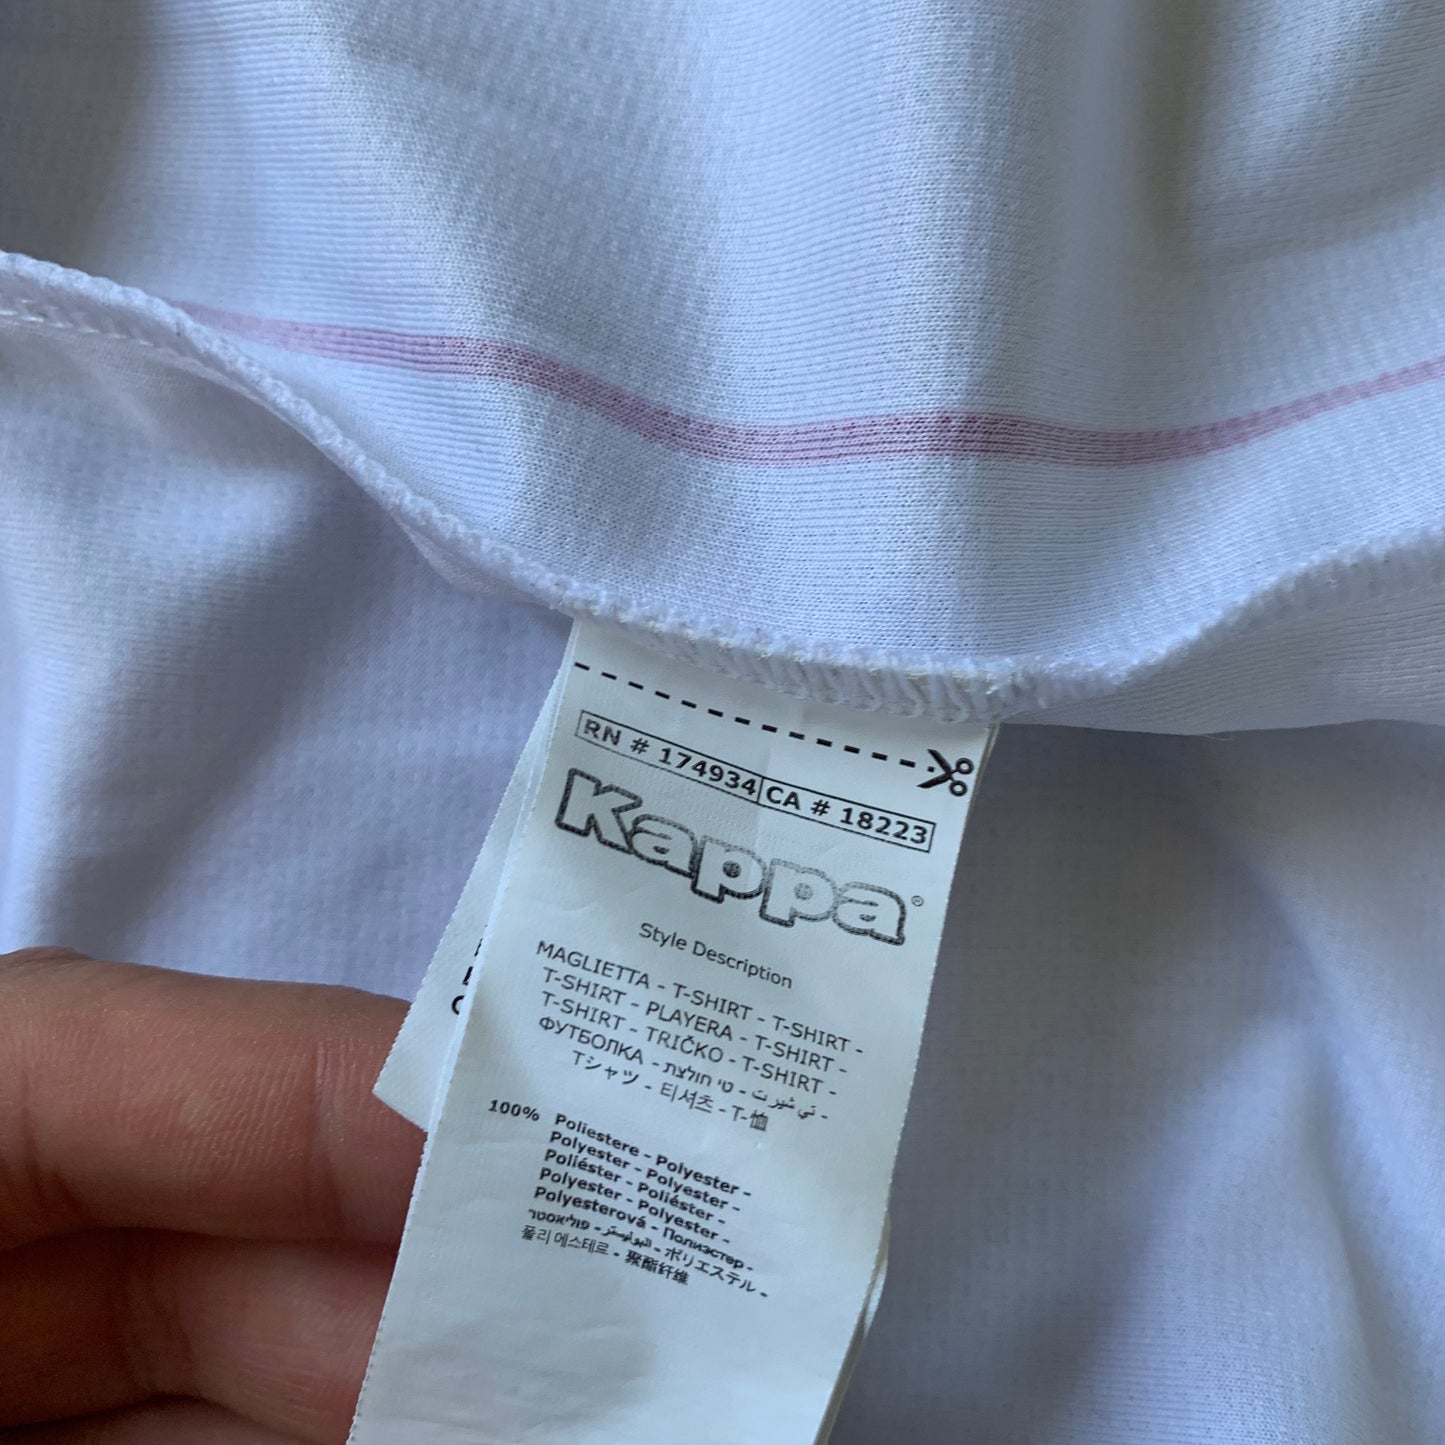 RN # 174934 CA # 18223
Kappa®
Style Description
MAGLIETTA - T-SHIRT - T-SHIRT -
T-SHIRT - PLAYERA - T-SHIRT -
T-SHIRT - TRIČKO - T-SHIRT -
ФУТБОЛКА - טי חולצת - تي شيرت -
Tシャツ - 티셔츠 - T-恤
100% Poliestere - Polyester -
Polyester - Polyester -
Poliéster - Poliéster -
Polyester - Polyester -
Polyesterová - Полиэстер -
פוליאסטר - البوليستر - ポリエステル -
폴리 에스테르 - 聚酯纤维